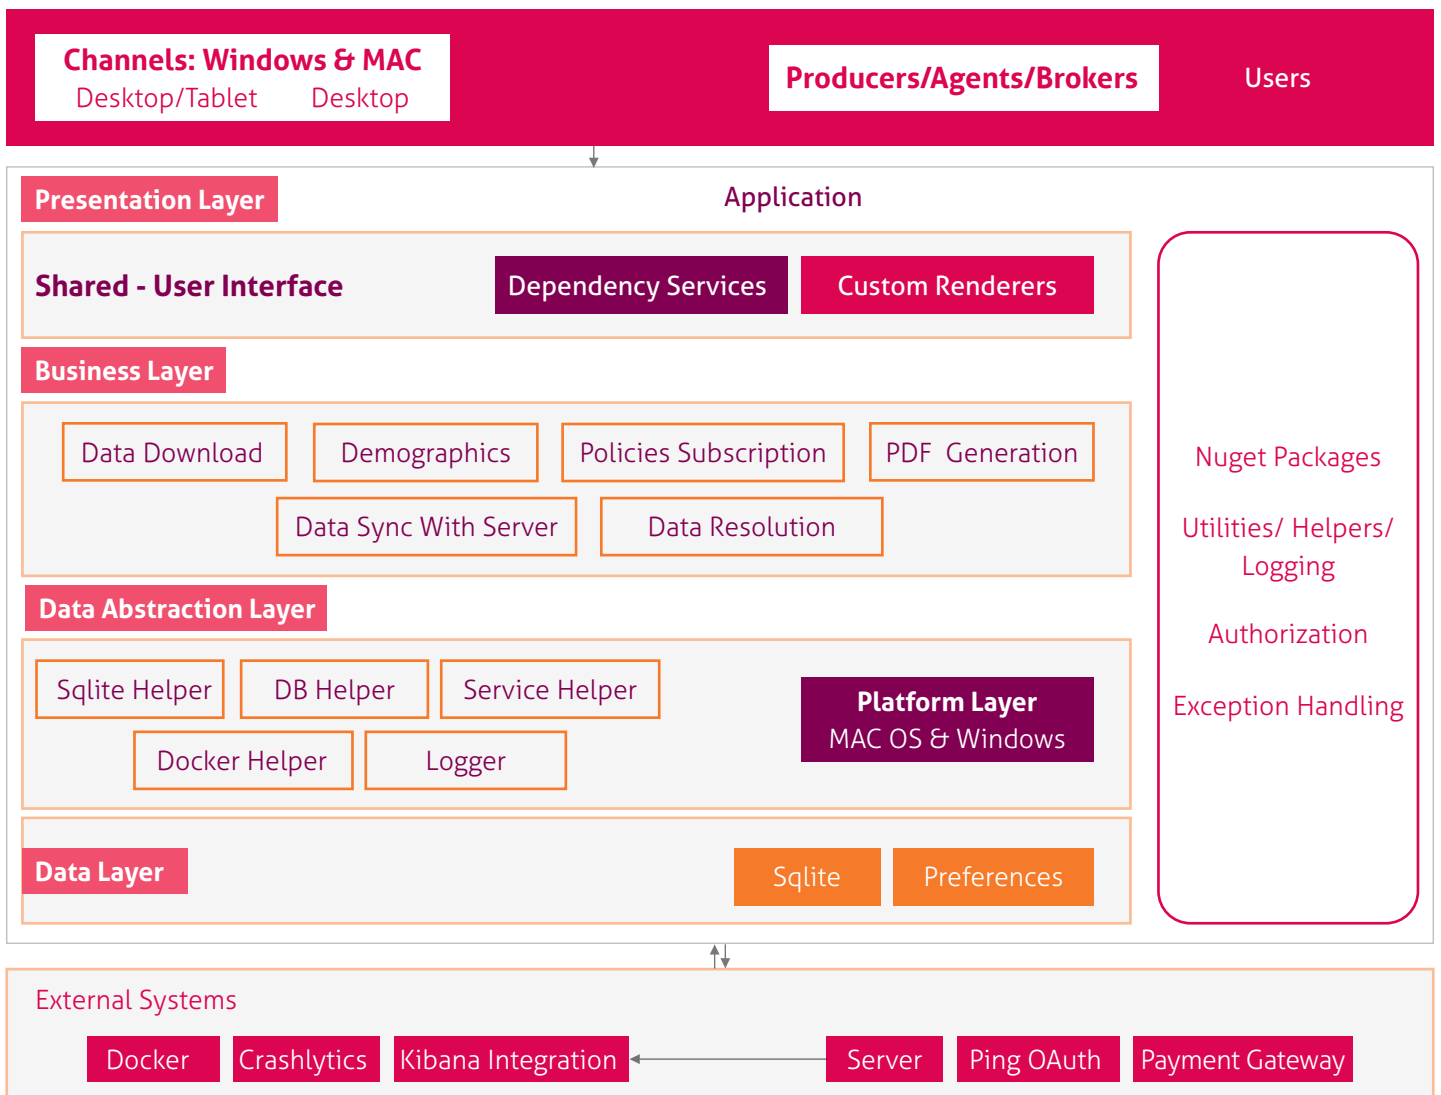 Channels: Windows & MAC
Desktop/Tablet Desktop
Producers/Agents/Brokers
Users
Presentation Layer
Application
Shared - User Interface
Dependency Services
Custom Renderers
Business Layer
Data Download
Demographics
Policies Subscription
PDF Generation
Data Sync With Server
Data Resolution
Data Abstraction Layer
Sqlite Helper
DB Helper
Service Helper
Docker Helper
Logger
Platform Layer
MAC OS & Windows
Data Layer
Sqlite
Preferences
Nuget Packages
Utilities/ Helpers/
Logging
Authorization
Exception Handling
External Systems
Docker
Crashlytics
Kibana Integration
Server
Ping OAuth
Payment Gateway